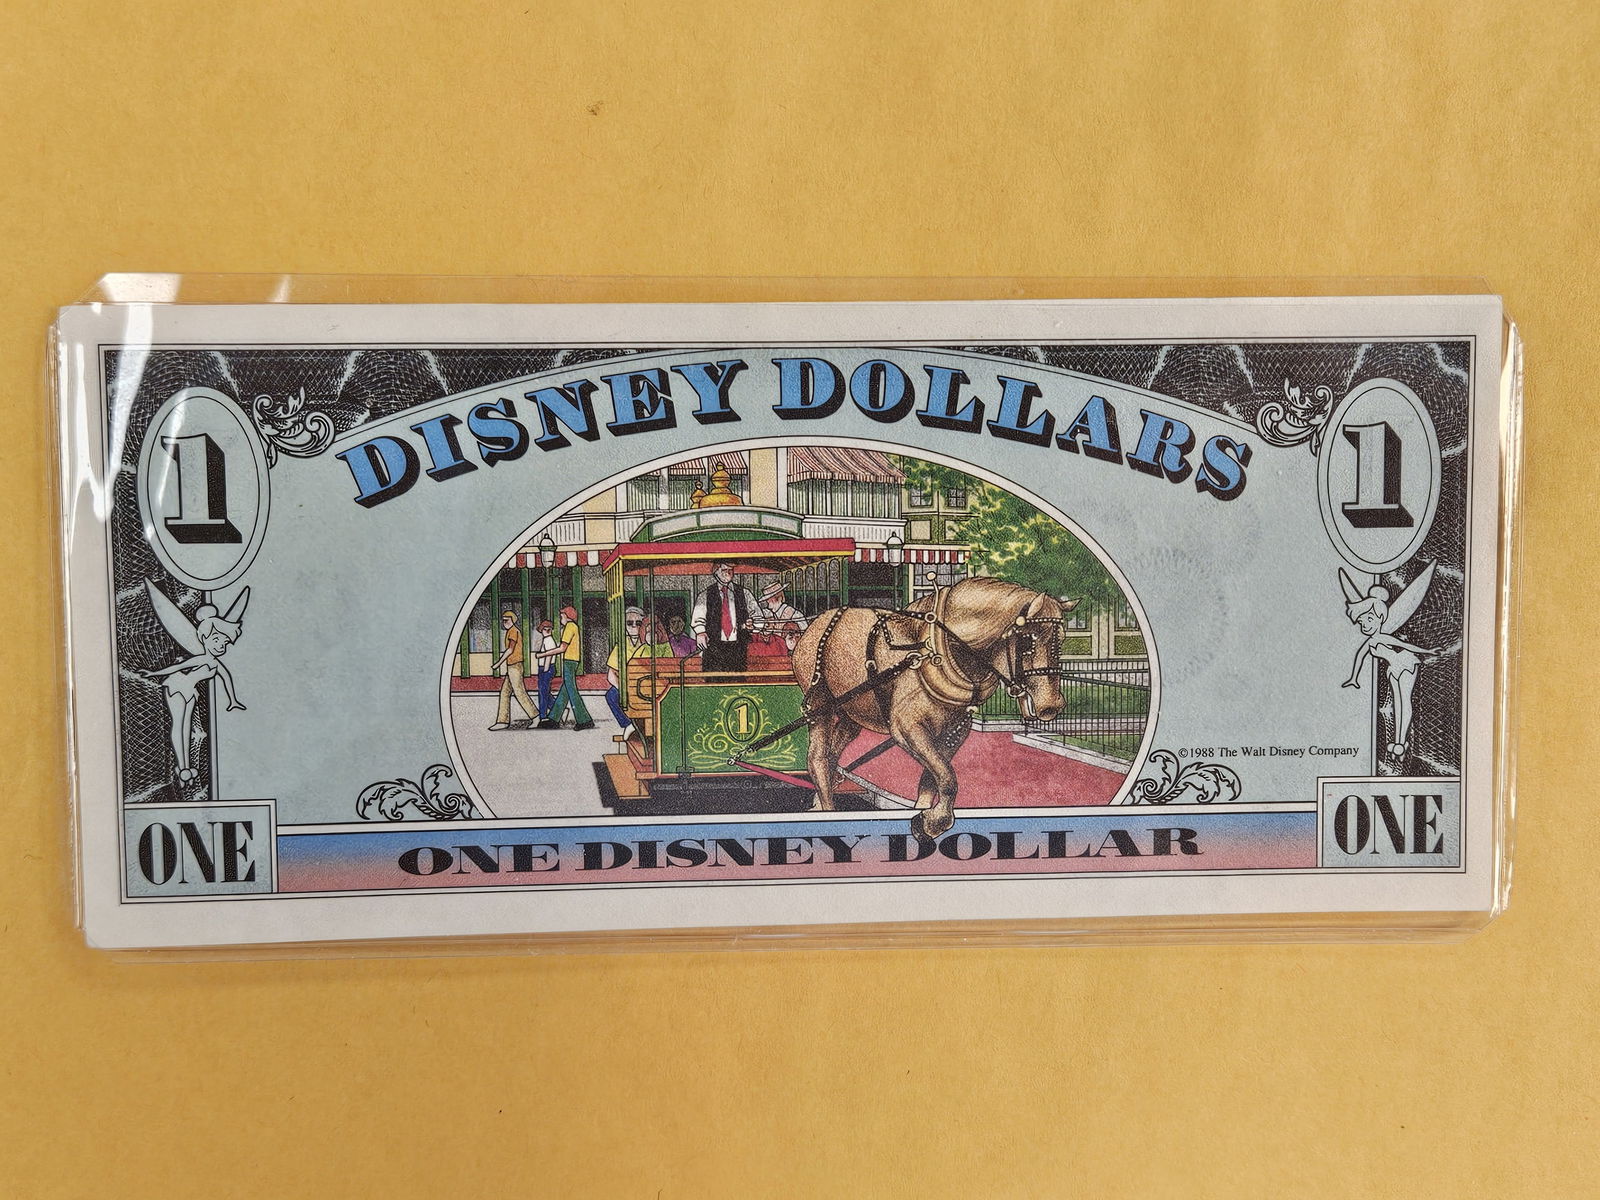 DISNEY DOLLARS
1
1
1
©1988 The Walt Disney Company
ONE
ONE DISNEY DOLLAR
ONE